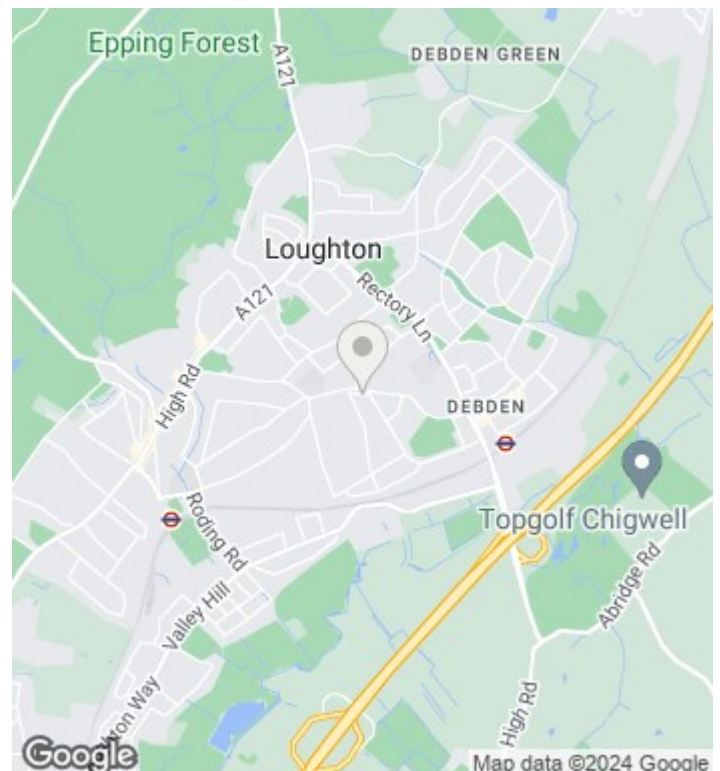 Epping Forest
A121
DEBDEN GREEN
Loughton
A121
Rectory Ln
High Rd
DEBDEN
Roding Rd
Topgolf Chigwell
Valley Hill
Abridge Rd
Way
High Rd
Google
Map data ©2024 Google